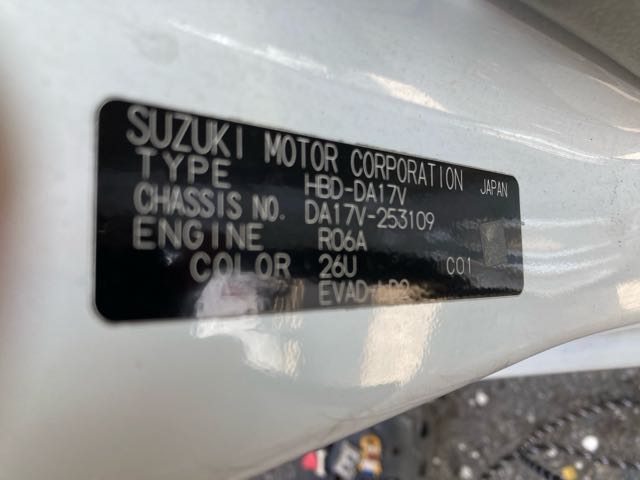 SUZUKI MOTOR CORPORATION JAPAN
TYPE HBD-DA17V
CHASSIS NO. DA17V-253109
ENGINE R06A
COLOR 26U C01